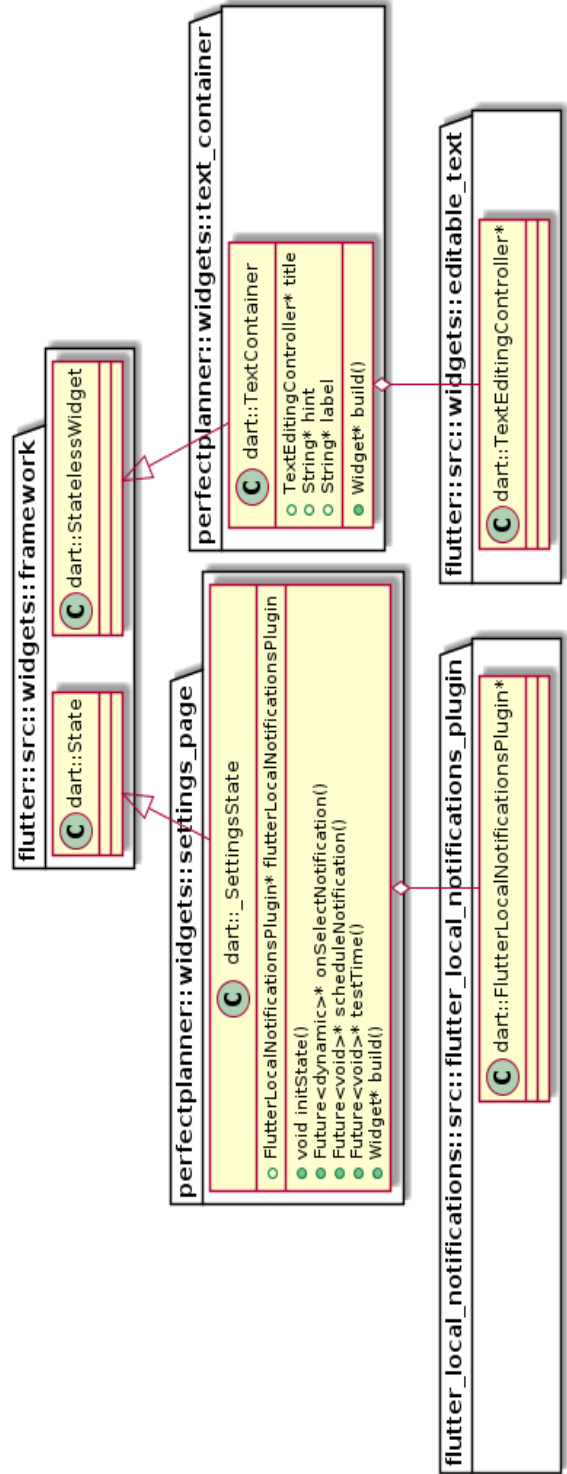 flutter::src::widgets::framework
C dart::State
C dart::StatelessWidget
perfectplanner::widgets::settings_page
C dart::_SettingsState
FlutterLocalNotificationsPlugin* flutterLocalNotificationsPlugin
void initState()
Future<dynamic>* onSelectNotification()
Future<void>* scheduleNotification()
Future<void>* testTime()
Widget* build()
perfectplanner::widgets::text_container
C dart::TextContainer
TextEditingController* title
String* hint
String* label
Widget* build()
flutter_local_notifications::src::flutter_local_notifications_plugin
C dart::FlutterLocalNotificationsPlugin*
flutter::src::widgets::editable_text
C dart::TextEditingController*